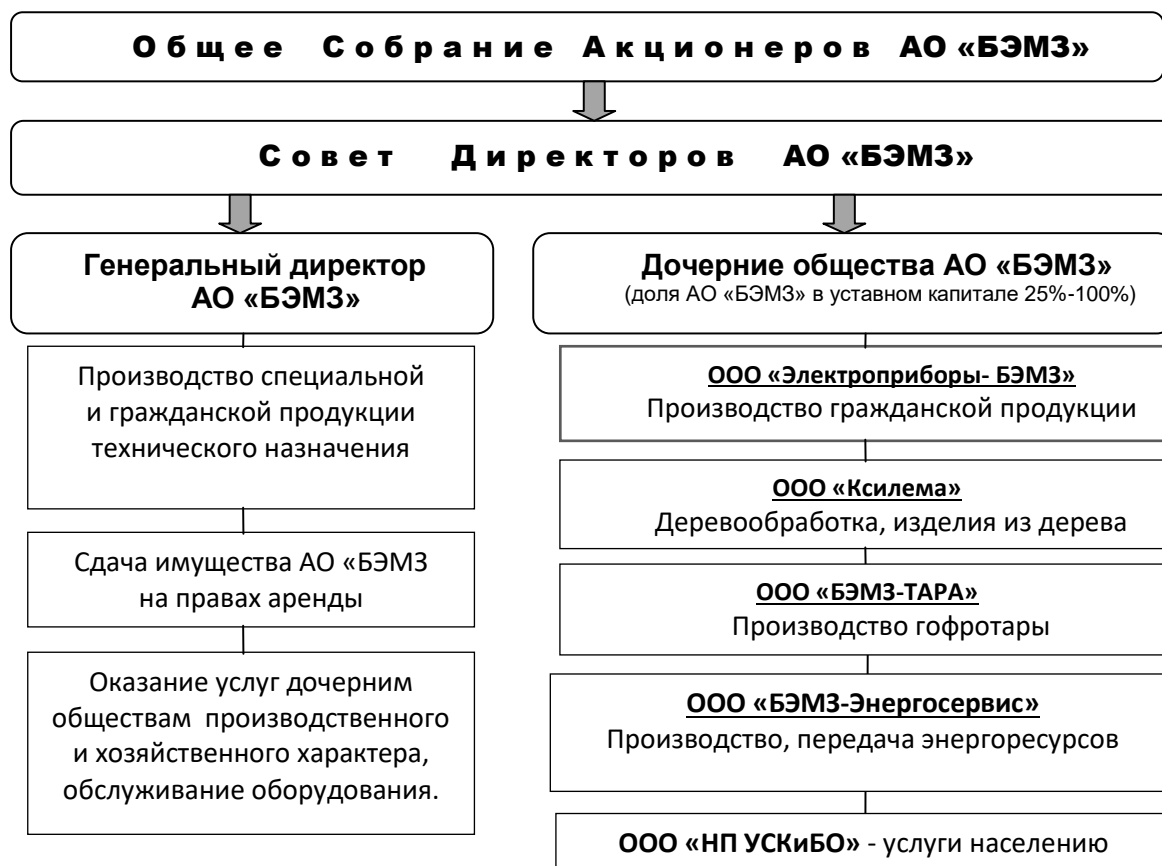 Общее Собрание Акционеров АО «БЭМЗ»
Совет Директоров АО «БЭМЗ»
Генеральный директор
АО «БЭМЗ»
Производство специальной
и гражданской продукции
технического назначения
Сдача имущества АО «БЭМЗ
на правах аренды
Оказание услуг дочерним
обществам производственного
и хозяйственного характера,
обслуживание оборудования.
Дочерние общества АО «БЭМЗ»
(доля АО «БЭМЗ» в уставном капитале 25%-100%)
ООО «Электроприборы- БЭМЗ»
Производство гражданской продукции
ООО «Ксилема»
Деревообработка, изделия из дерева
ООО «БЭМЗ-ТАРА»
Производство гофротары
ООО «БЭМЗ-Энергосервис»
Производство, передача энергоресурсов
ООО «НП УСКиБО» - услуги населению